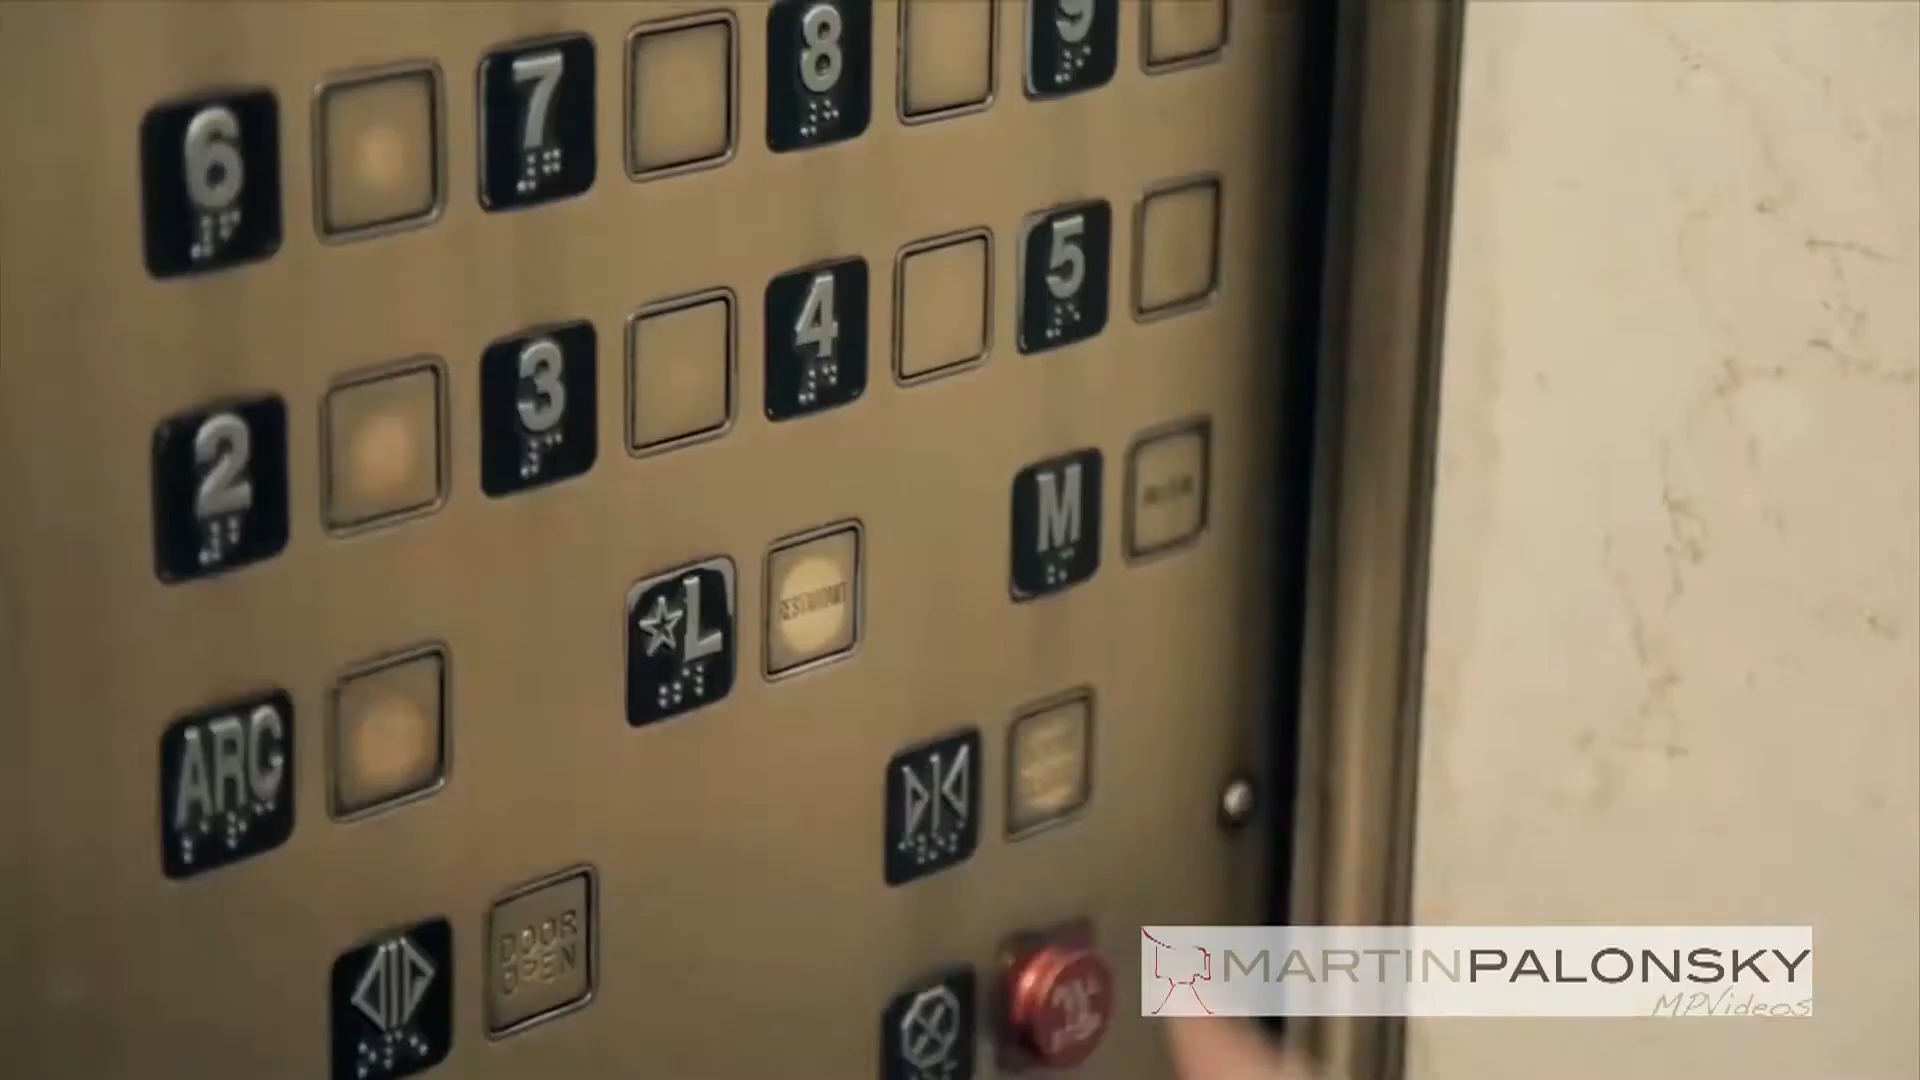 6 7 8 9
2 3 4 5
M
☆L RESTAURANT
ARC
DOOR
OPEN
MARTINPALONSKY
MPVideos